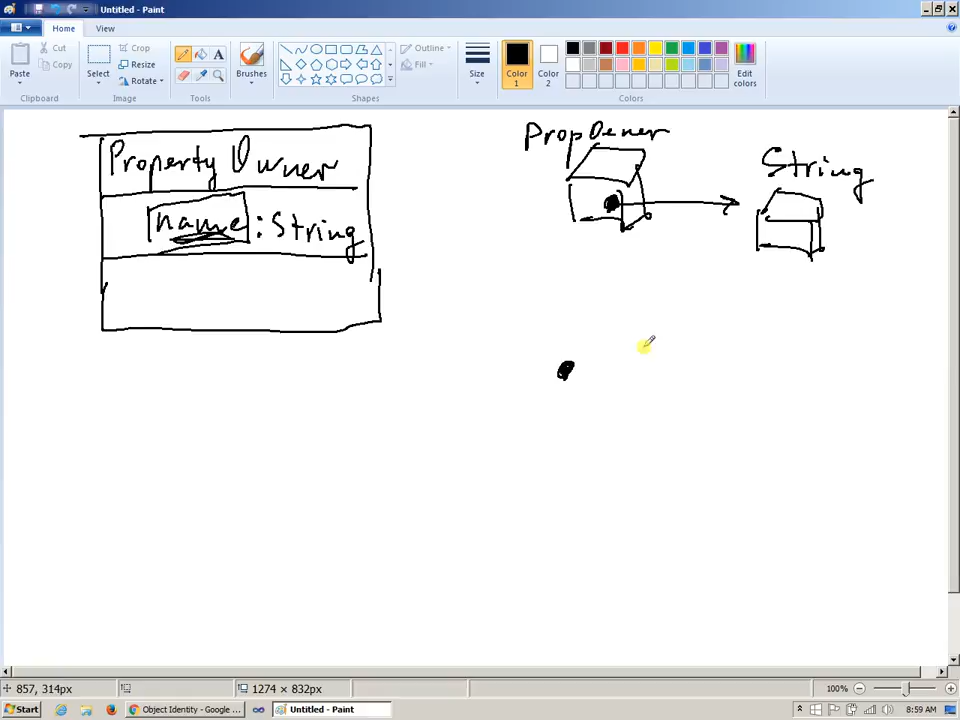 Untitled - Paint
Home
View
Paste
Cut
Copy
Clipboard
Select
Crop
Resize
Rotate
Image
Tools
Brushes
Shapes
Outline
Fill
Size
Color 1
Color 2
Edit colors
Colors
Property Owner
name : String
PropOwner
String
857, 314px
1274 × 832px
100%
Start
Object Identity - Google ...
Untitled - Paint
8:59 AM